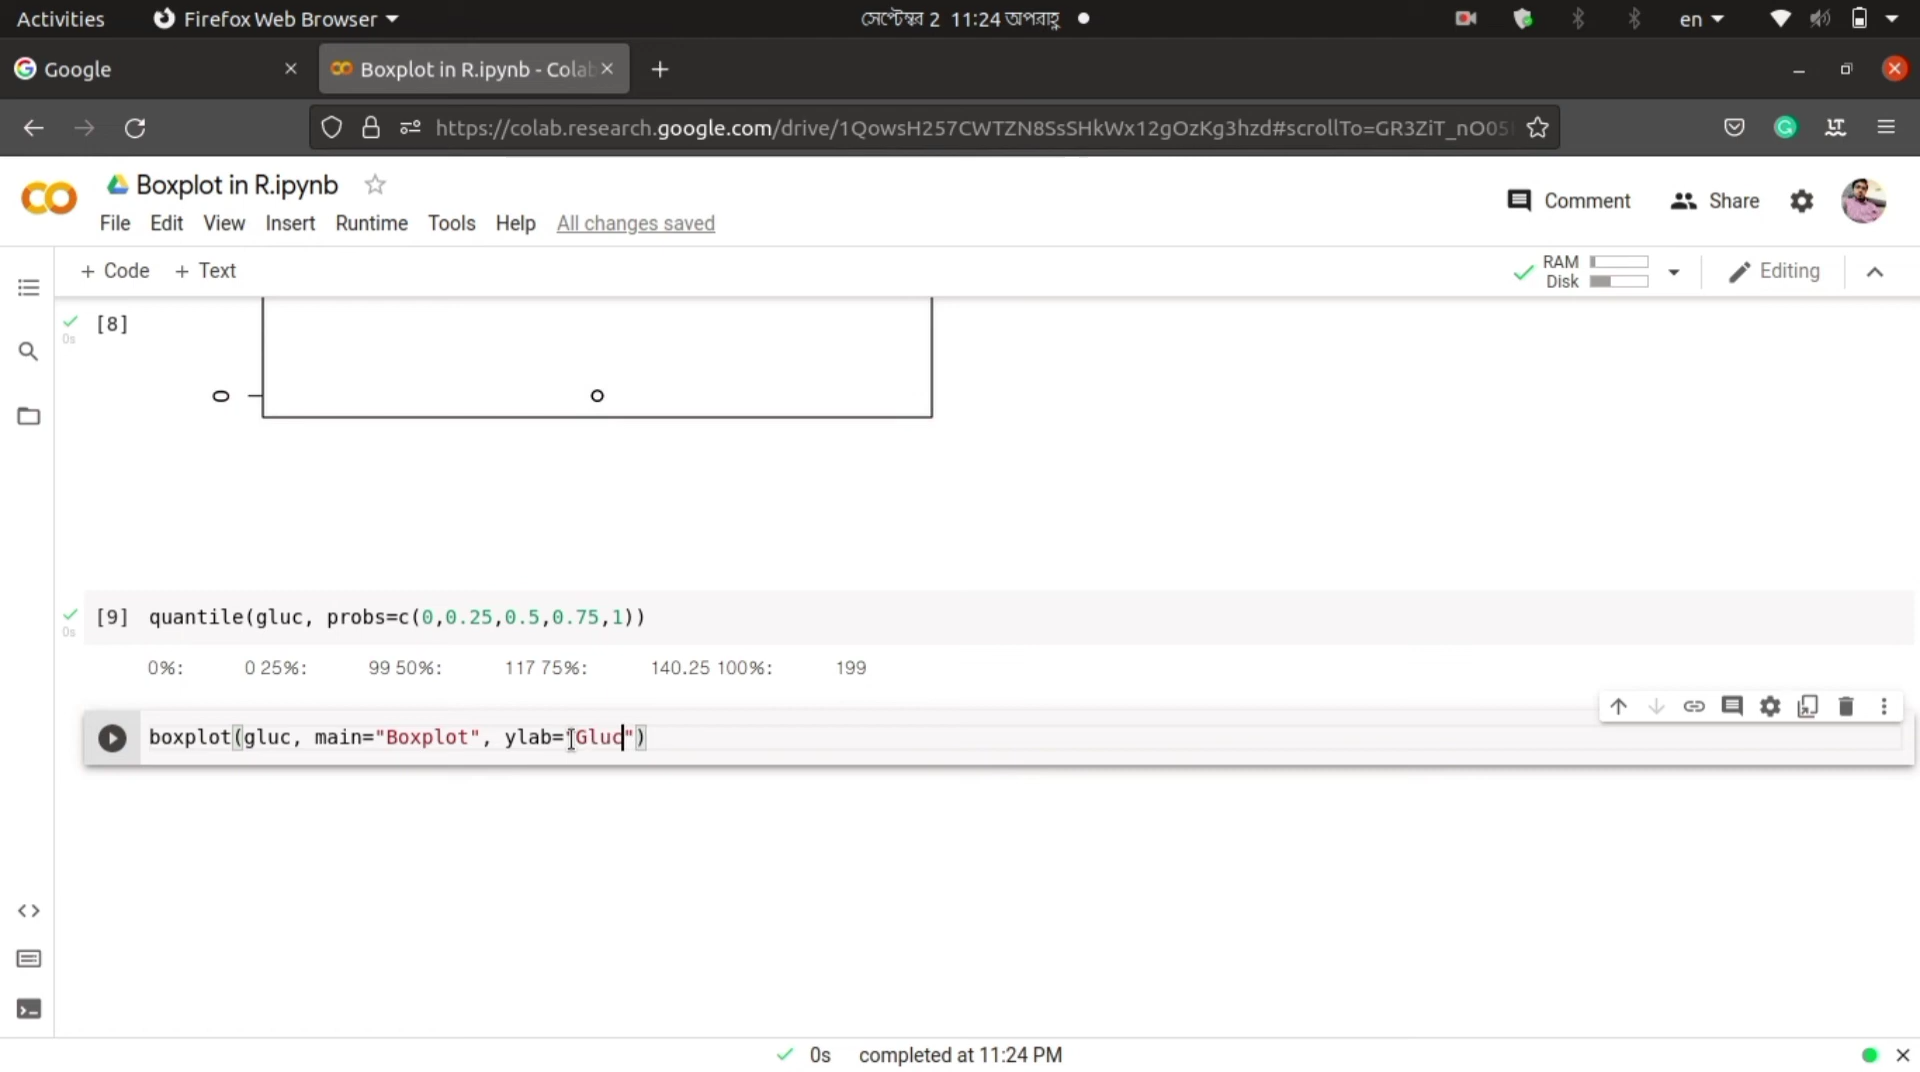 Activities Firefox Web Browser সেপ্টেম্বর 2 11:24 অপরাহ্ণ en
Google Boxplot in R.ipynb - Colab
https://colab.research.google.com/drive/1QowsH257CWTZN8SsSHkWx12gOzKg3hzd#scrollTo=GR3ZiT_nO05
Boxplot in R.ipynb
Comment Share
File Edit View Insert Runtime Tools Help All changes saved
+ Code + Text RAM Disk Editing
[8]
0s
0
[9] quantile(gluc, probs=c(0,0.25,0.5,0.75,1))
0s
0%: 0 25%: 99 50%: 117 75%: 140.25 100%: 199
boxplot(gluc, main="Boxplot", ylab="Gluc")
0s completed at 11:24 PM